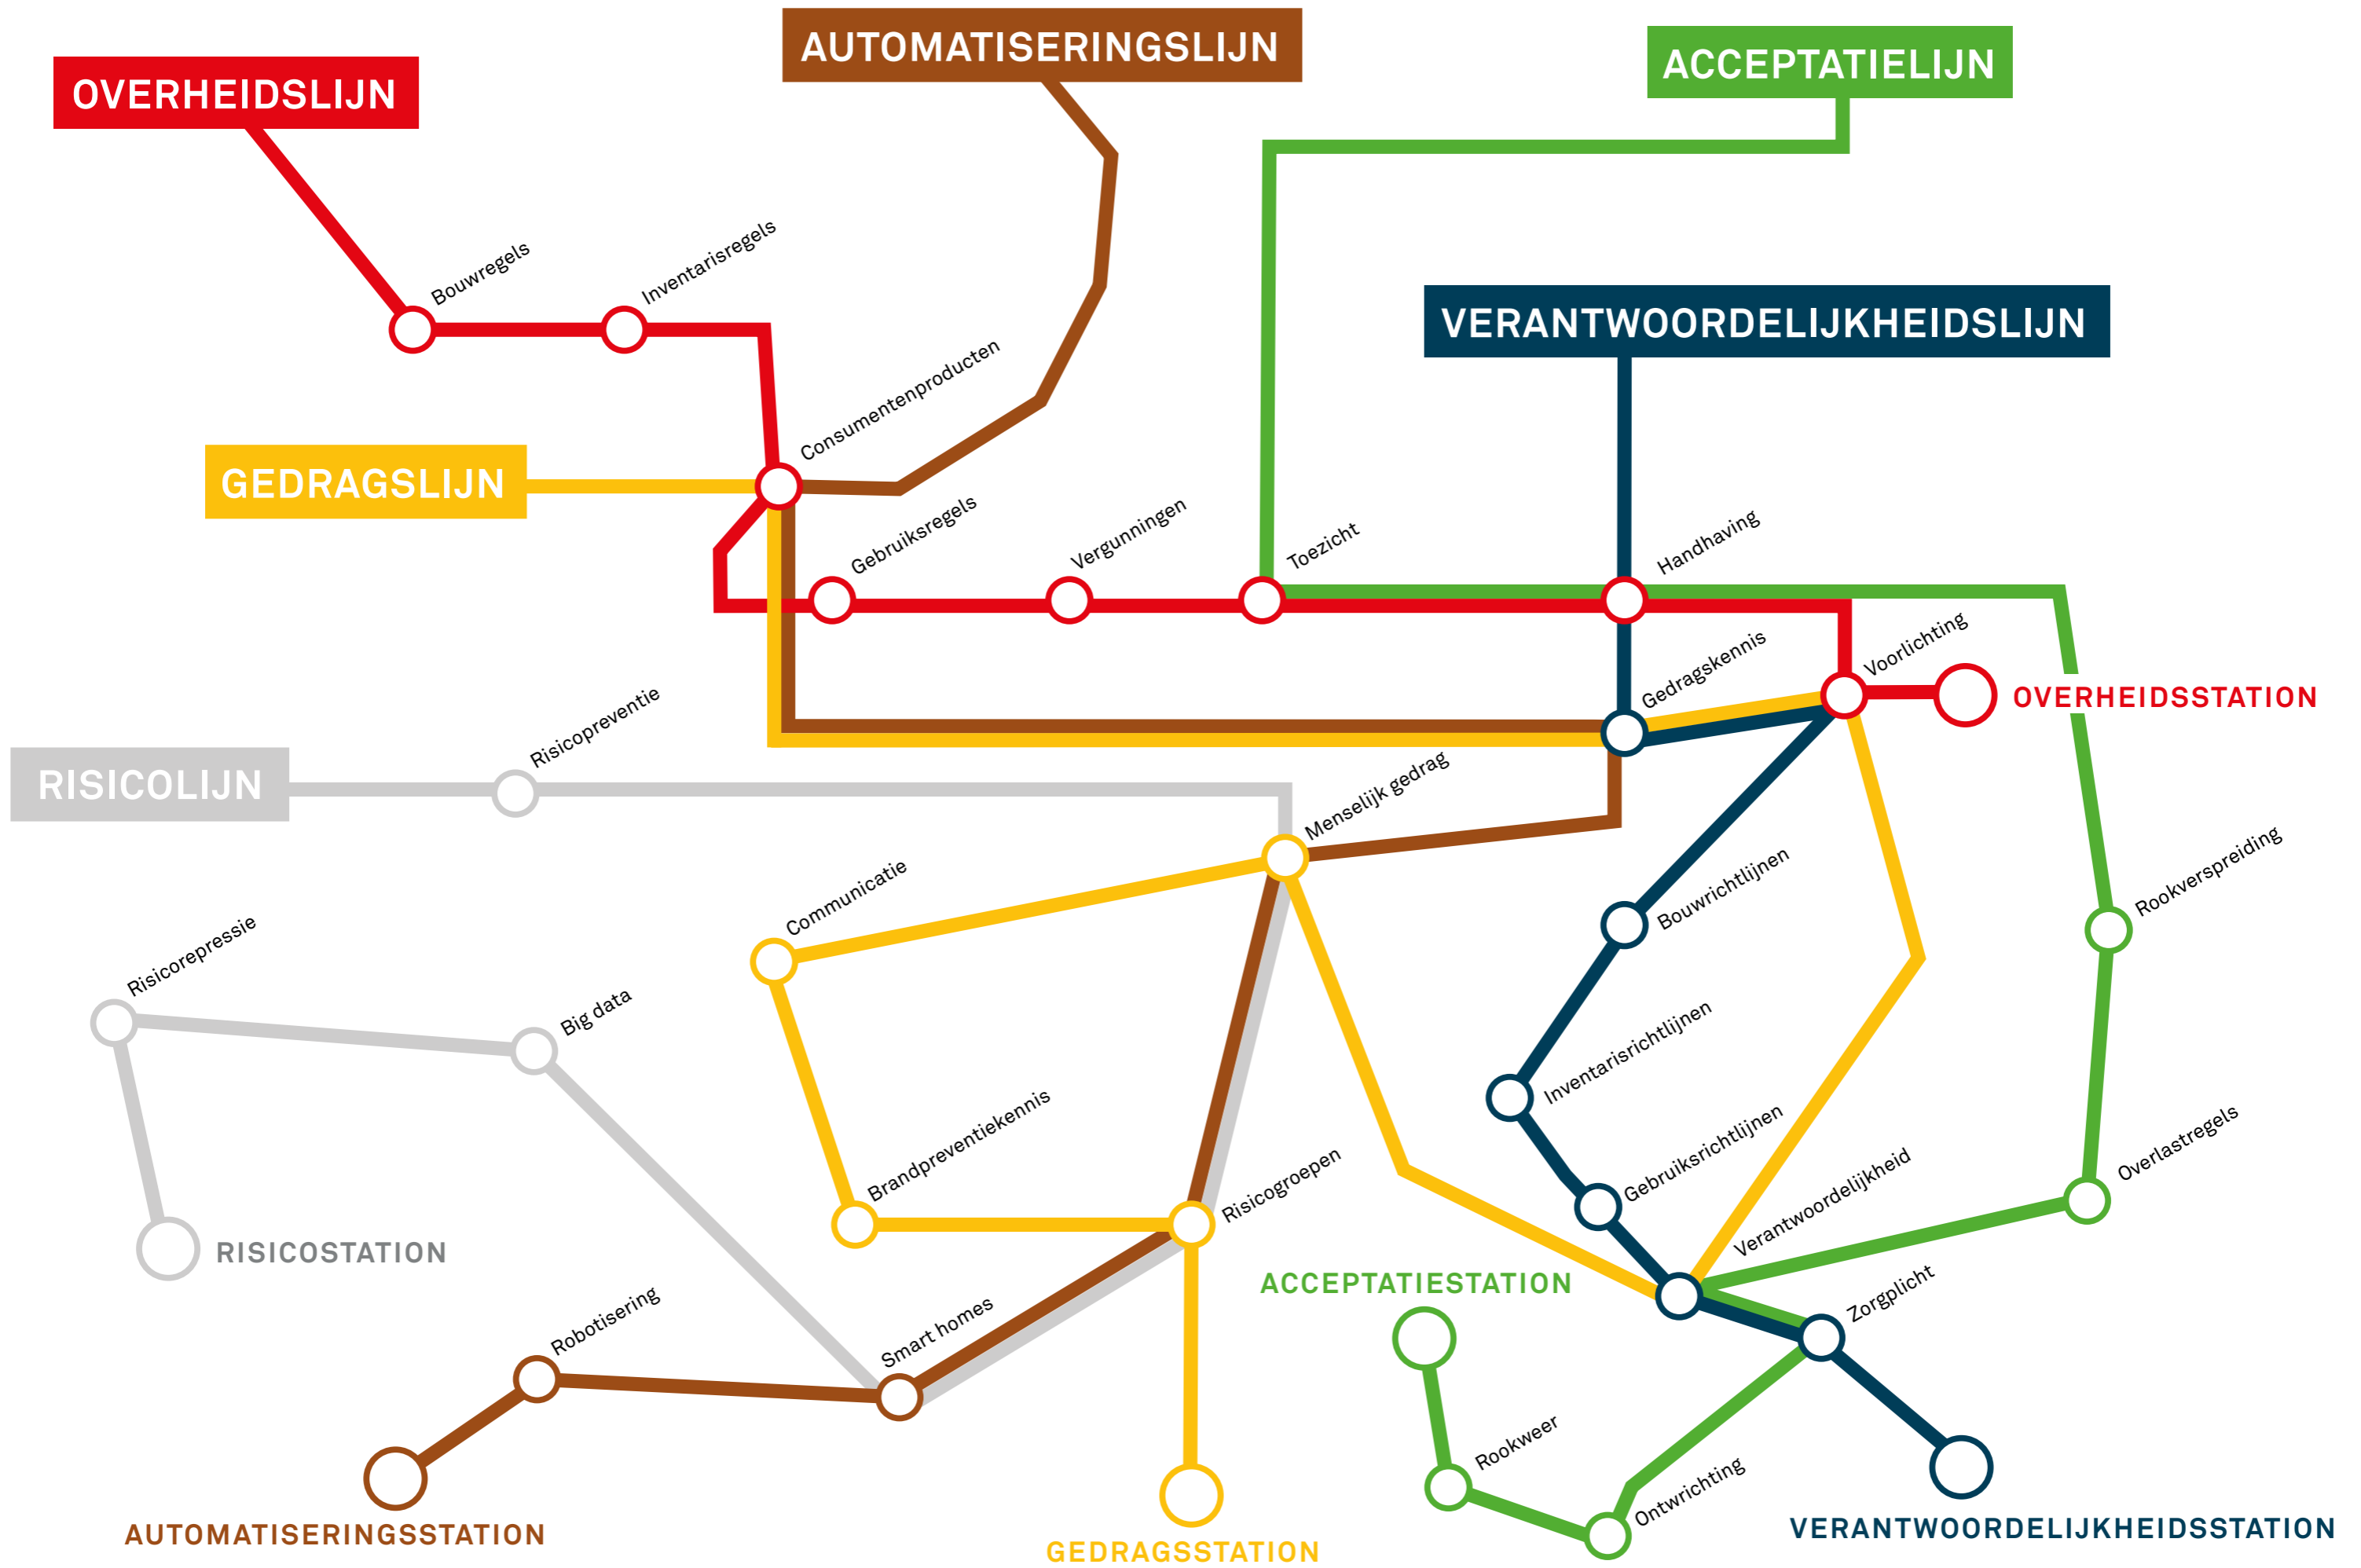 AUTOMATISERINGSLIJN
ACCEPTATIELIJN
OVERHEIDSLIJN
Bouwregels
Inventarisregels
VERANTWOORDELIJKHEIDSLIJN
Consumentenproducten
GEDRAGSLIJN
Gebruiksregels
Vergunningen
Toezicht
Handhaving
Voorlichting
Gedragskennis
OVERHEIDSSTATION
Risicopreventie
RISICOLIJN
Menselijk gedrag
Communicatie
Bouwrichtlijnen
Rookverspreiding
Risicorepressie
Big data
Inventarisrichtlijnen
Brandpreventiekennis
Risicogroepen
Gebruiksrichtlijnen
Verantwoordelijkheid
Overlastregels
RISICOSTATION
ACCEPTATIESTATION
Zorgplicht
Robotisering
Smart homes
Rookweer
Ontwrichting
AUTOMATISERINGSSTATION
GEDRAGSSTATION
VERANTWOORDELIJKHEIDSSTATION